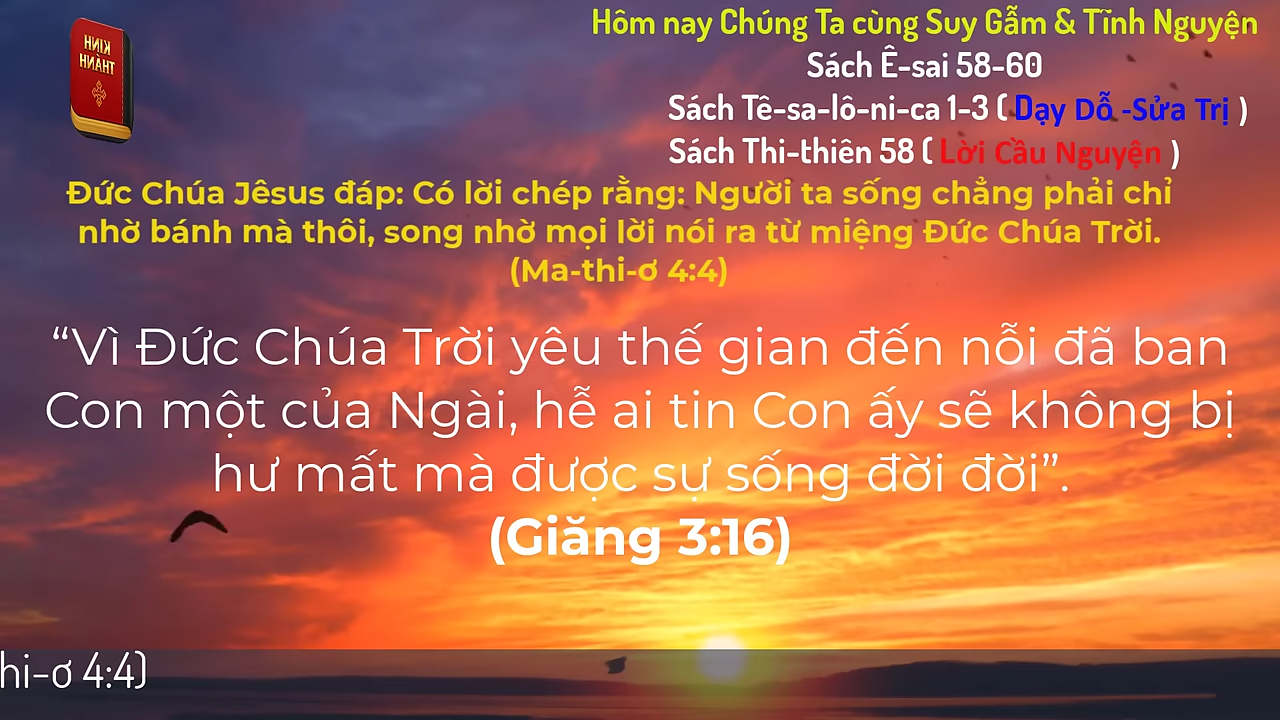 KINH
THÁNH
Hôm nay Chúng Ta cùng Suy Gẫm & Tĩnh Nguyện
Sách Ê-sai 58-60
Sách Tê-sa-lô-ni-ca 1-3 ( Dạy Dỗ -Sửa Trị )
Sách Thi-thiên 58 ( Lời Cầu Nguyện )
Đức Chúa Jêsus đáp: Có lời chép rằng: Người ta sống chẳng phải chỉ
nhờ bánh mà thôi, song nhờ mọi lời nói ra từ miệng Đức Chúa Trời.
(Ma-thi-ơ 4:4)
“Vì Đức Chúa Trời yêu thế gian đến nỗi đã ban
Con một của Ngài, hễ ai tin Con ấy sẽ không bị
hư mất mà được sự sống đời đời”.
(Giăng 3:16)
hi-ơ 4:4)